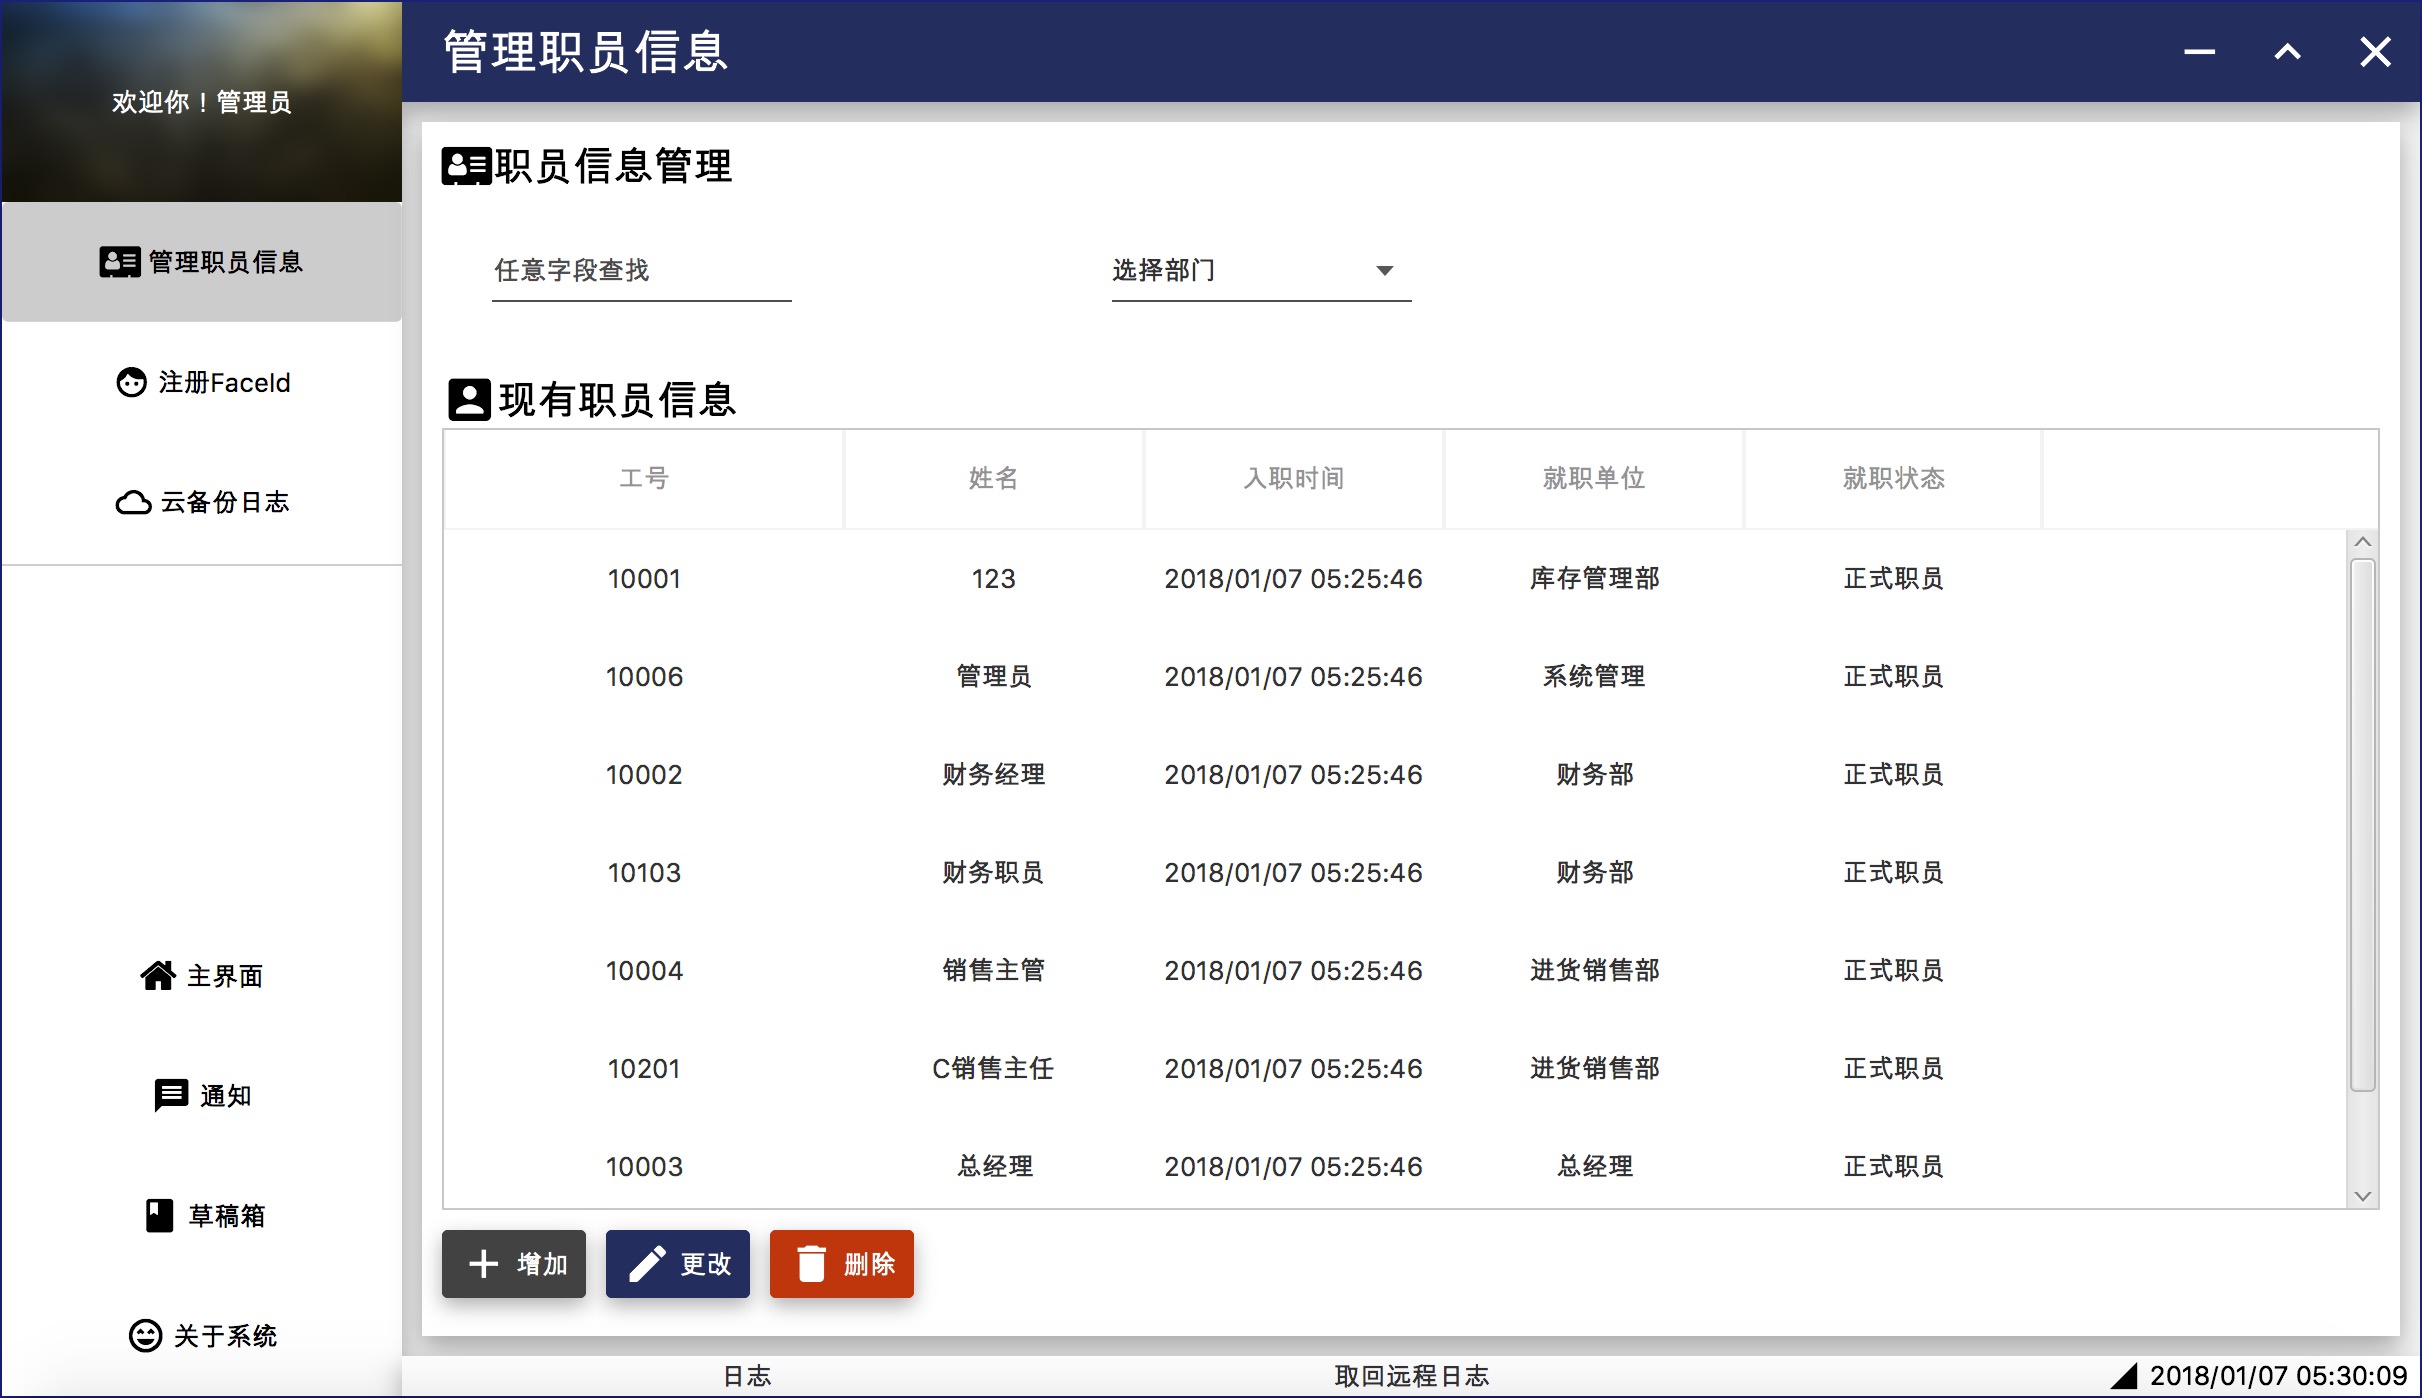 欢迎你！管理员
管理职员信息
注册FaceId
云备份日志
主界面
通知
草稿箱
关于系统
管理职员信息
职员信息管理
任意字段查找 选择部门
现有职员信息
工号 姓名 入职时间 就职单位 就职状态
10001 123 2018/01/07 05:25:46 库存管理部 正式职员
10006 管理员 2018/01/07 05:25:46 系统管理 正式职员
10002 财务经理 2018/01/07 05:25:46 财务部 正式职员
10103 财务职员 2018/01/07 05:25:46 财务部 正式职员
10004 销售主管 2018/01/07 05:25:46 进货销售部 正式职员
10201 C销售主任 2018/01/07 05:25:46 进货销售部 正式职员
10003 总经理 2018/01/07 05:25:46 总经理 正式职员
增加 更改 删除
日志 取回远程日志 2018/01/07 05:30:09